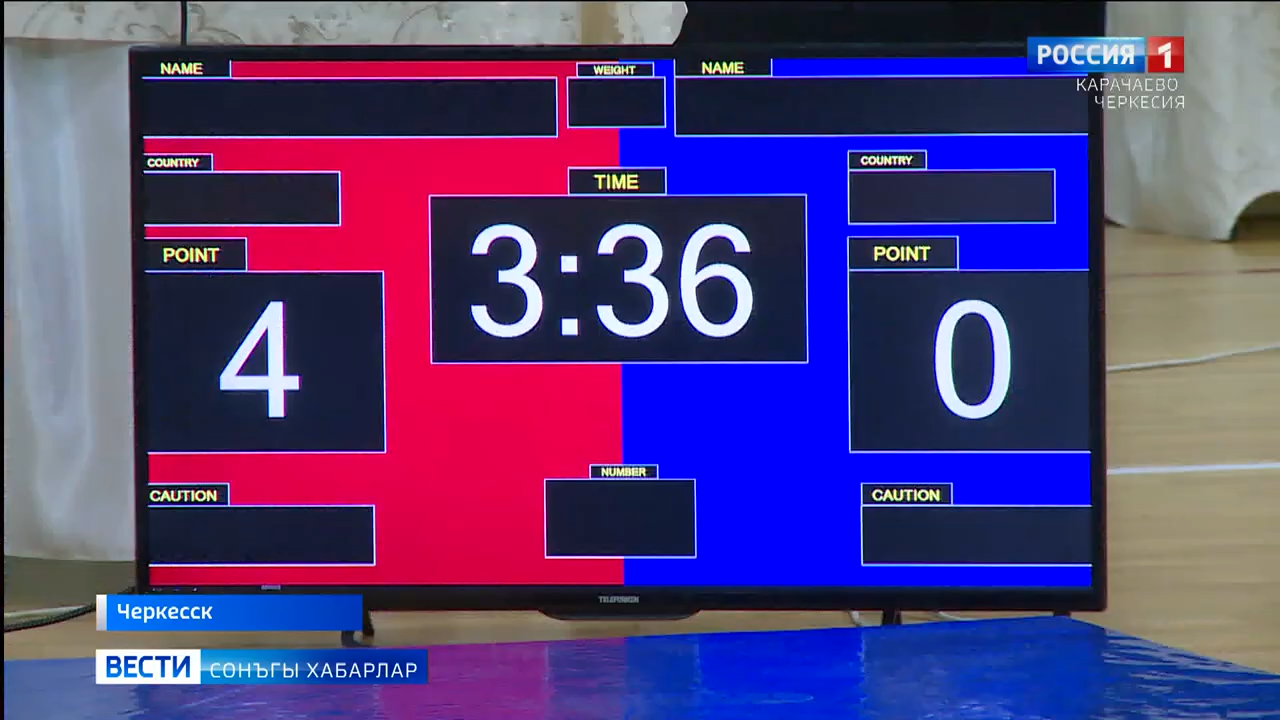 РОССИЯ 1
КАРАЧАЕВО
ЧЕРКЕСИЯ
NAME
WEIGHT
NAME
COUNTRY
TIME
COUNTRY
3:36
POINT
POINT
4
0
NUMBER
CAUTION
CAUTION
TELEFUNKEN
Черкесск
ВЕСТИ СОНЪГЫ ХАБАРЛАР